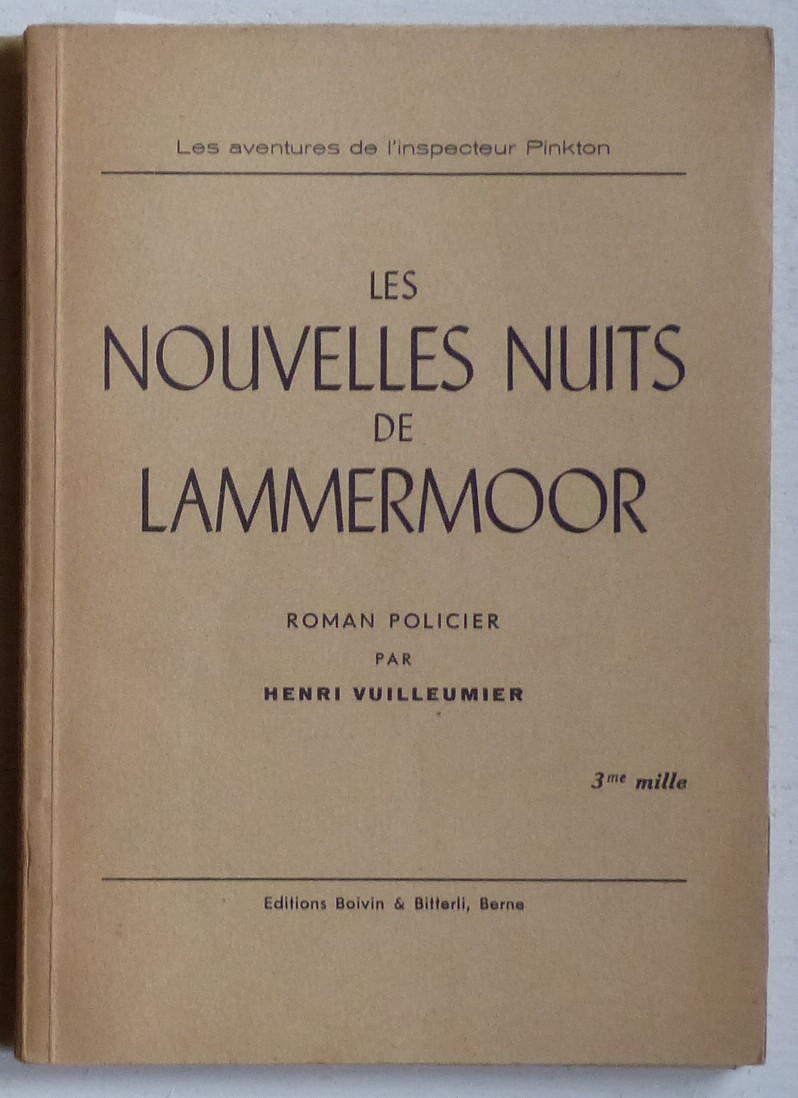 Les aventures de l'inspecteur Pinkton
LES
NOUVELLES NUITS
DE
LAMMERMOOR
ROMAN POLICIER
PAR
HENRI VUILLEUMIER
3me mille
Editions Boivin & Bitterli, Berne